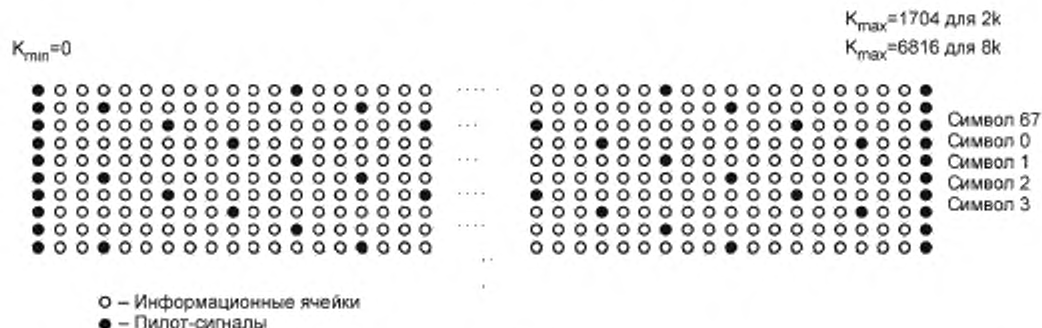 K_max=1704 для 2k
K_min=0
K_max=6816 для 8k
Символ 67
Символ 0
Символ 1
Символ 2
Символ 3
o – Информационные ячейки
● – Пилот-сигналы